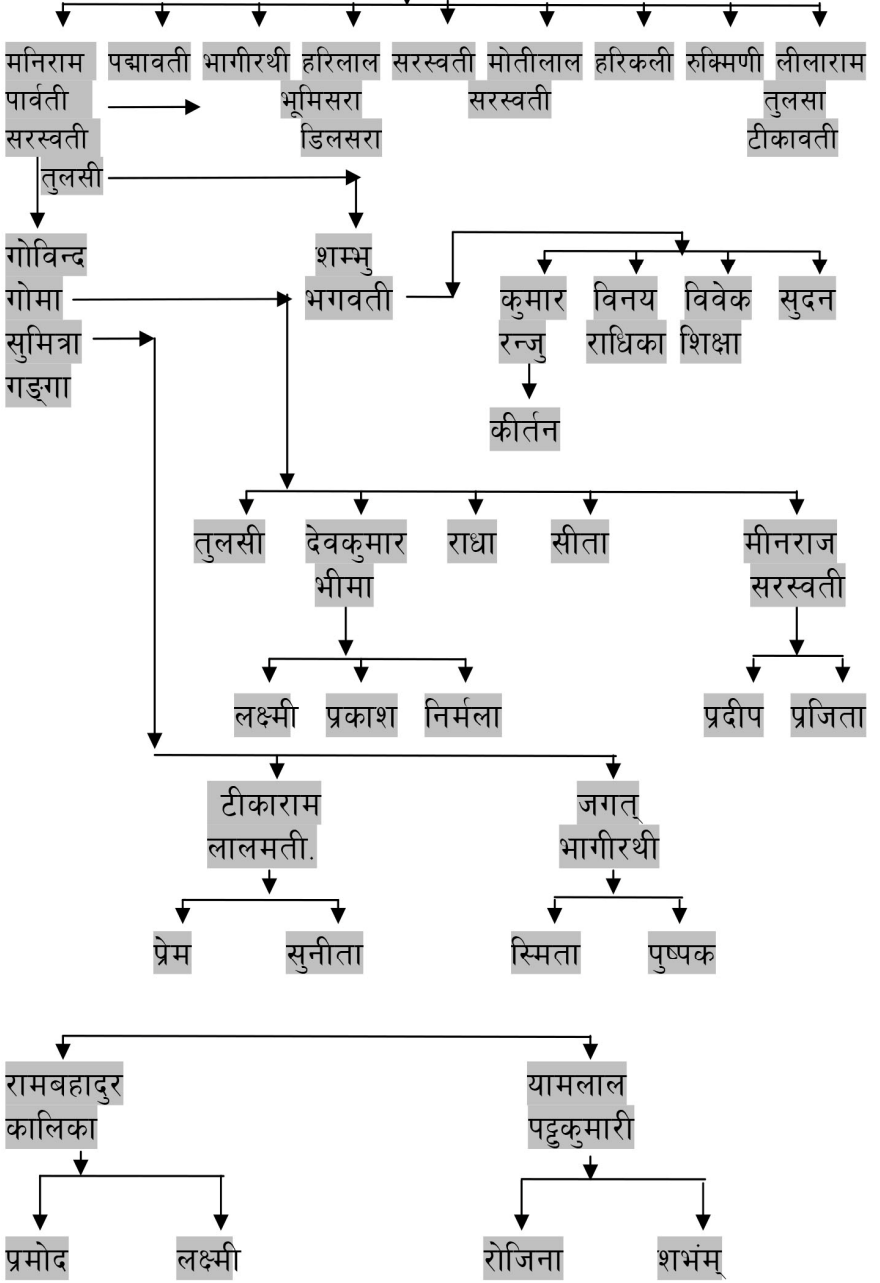 मनिराम पद्मावती भागीरथी हरिलाल सरस्वती मोतीलाल हरिकली रुक्मिणी लीलाराम
पार्वती भूमिसरा सरस्वती तुलसा
सरस्वती डिलसरा टीकावती
तुलसी
गोविन्द शम्भु
गोमा भगवती कुमार विनय विवेक सुदन
सुमित्रा रन्जु राधिका शिक्षा
गङ्गा
कीर्तन
तुलसी देवकुमार राधा सीता मीनराज
भीमा सरस्वती
लक्ष्मी प्रकाश निर्मला प्रदीप प्रजिता
टीकाराम जगत्
लालमती. भागीरथी
प्रेम सुनीता स्मिता पुष्पक
रामबहादुर यामलाल
कालिका पट्टुकुमारी
प्रमोद लक्ष्मी रोजिना शभंम्